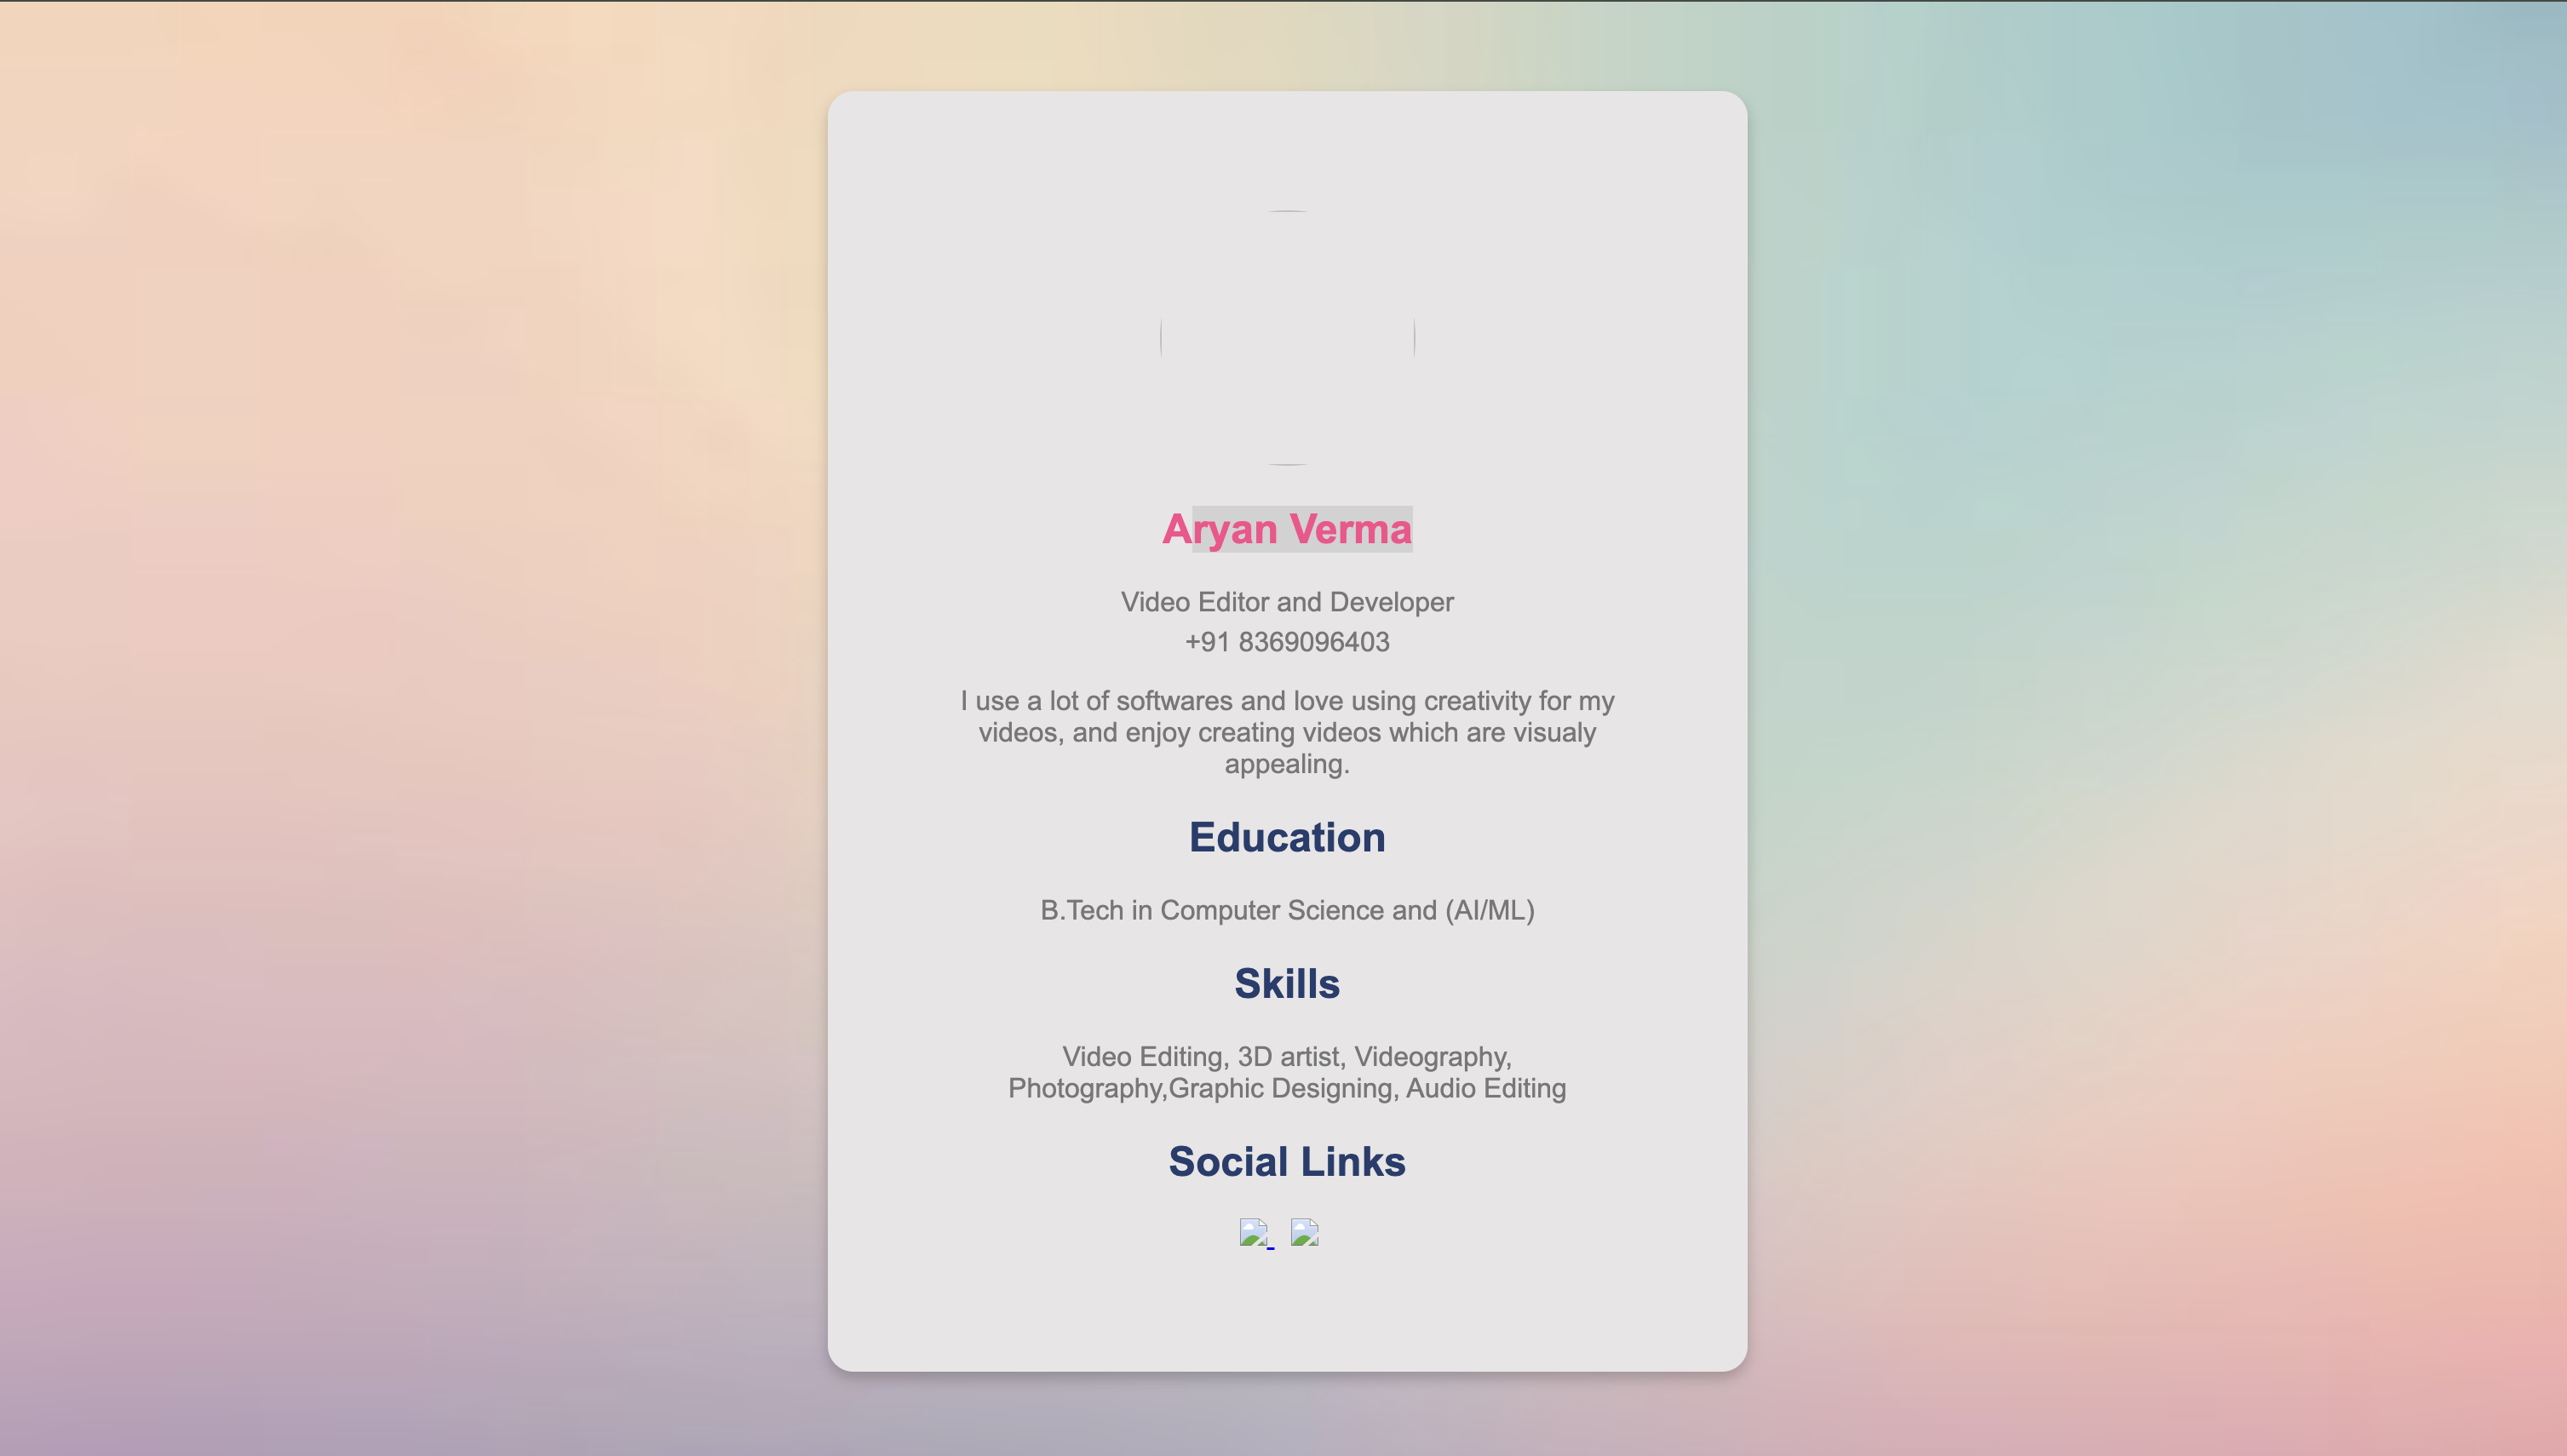 Aryan Verma
Video Editor and Developer
+91 8369096403
I use a lot of softwares and love using creativity for my
videos, and enjoy creating videos which are visualy
appealing.
Education
B.Tech in Computer Science and (AI/ML)
Skills
Video Editing, 3D artist, Videography,
Photography,Graphic Designing, Audio Editing
Social Links